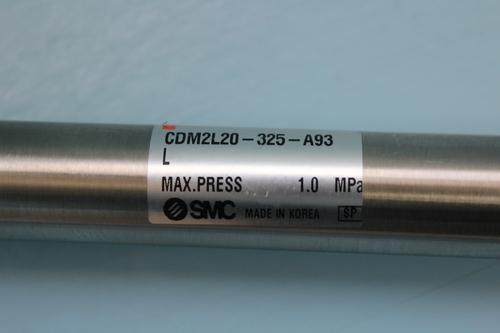 CDM2L20-325-A93
L
MAX.PRESS 1.0 MPa
SMC MADE IN KOREA SP